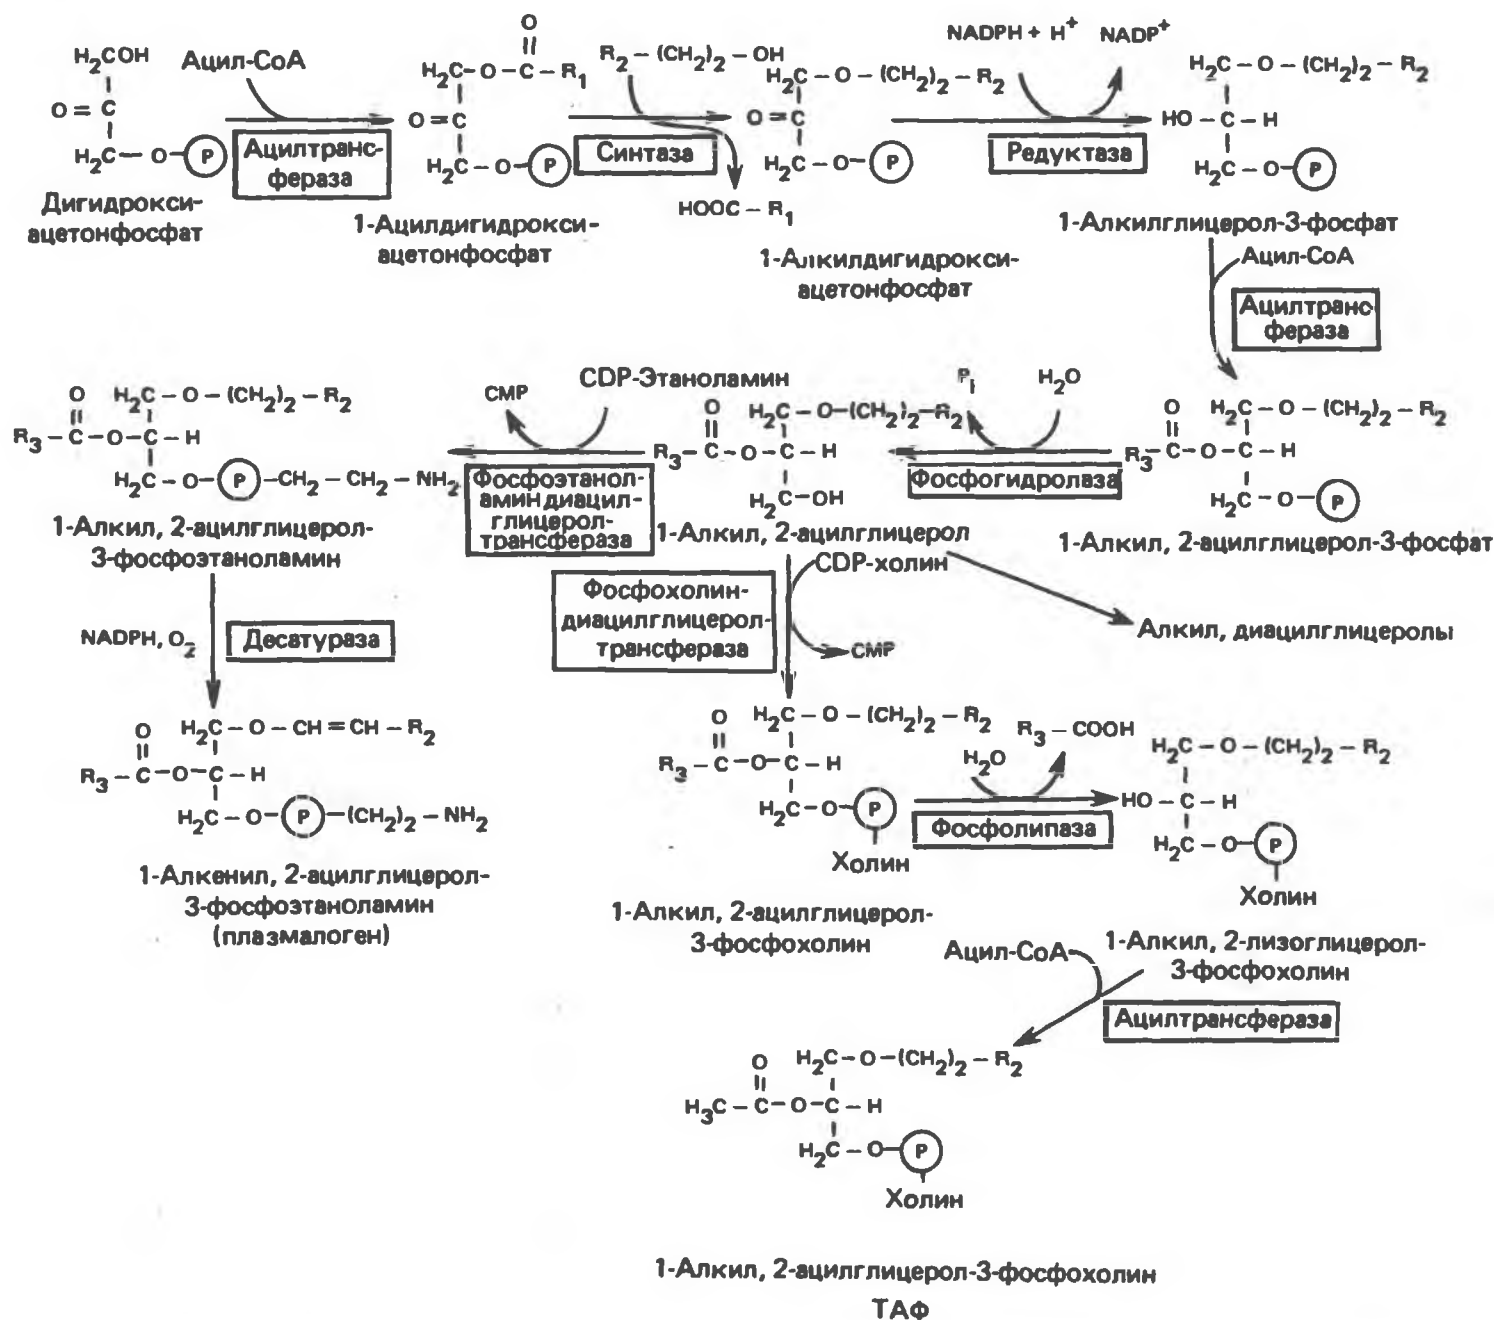 H₂COH
O=C
H₂C–O–P
Дигидрокси-
ацетонфосфат
Ацил-СоА
Ацилтранс-
фераза
O
H₂C–O–C–R₁
O=C
H₂C–O–P
1-Ацилдигидрокси-
ацетонфосфат
R₂–(CH₂)₂–OH
Синтаза
HOOC–R₁
H₂C–O–(CH₂)₂–R₂
O=C
H₂C–O–P
1-Алкилдигидрокси-
ацетонфосфат
NADPH + H⁺
NADP⁺
Редуктаза
H₂C–O–(CH₂)₂–R₂
HO–C–H
H₂C–O–P
1-Алкилглицерол-3-фосфат
Ацил-СоА
Ацилтранс
фераза
O H₂C–O–(CH₂)₂–R₂
R₃–C–O–C–H
H₂C–O–P
1-Алкил, 2-ацилглицерол-3-фосфат
H₂O
Pᵢ
Фосфогидролаза
O H₂C–O–(CH₂)₂–R₂
R₃–C–O–C–H
H₂C–OH
1-Алкил, 2-ацилглицерол
CDP-Этаноламин
CMP
Фосфоэтанол-
аминдиацил-
глицерол-
трансфераза
O H₂C–O–(CH₂)₂–R₂
R₃–C–O–C–H
H₂C–O–P–CH₂–CH₂–NH₂
1-Алкил, 2-ацилглицерол-
3-фосфоэтаноламин
NADPH, O₂
Десатураза
O H₂C–O–CH=CH–R₂
R₃–C–O–C–H
H₂C–O–P–(CH₂)₂–NH₂
1-Алкенил, 2-ацилглицерол-
3-фосфоэтаноламин
(плазмалоген)
CDP-холин
Фосфохолин-
диацилглицерол-
трансфераза
CMP
Алкил, диацилглицеролы
O H₂C–O–(CH₂)₂–R₂
R₃–C–O–C–H
H₂C–O–P
Холин
1-Алкил, 2-ацилглицерол-
3-фосфохолин
H₂O
R₃–COOH
Фосфолипаза
H₂C–O–(CH₂)₂–R₂
HO–C–H
H₂C–O–P
Холин
1-Алкил, 2-лизоглицерол-
3-фосфохолин
Ацил-СоА
Ацилтрансфераза
O H₂C–O–(CH₂)₂–R₂
H₃C–C–O–C–H
H₂C–O–P
Холин
1-Алкил, 2-ацилглицерол-3-фосфохолин
ТАФ